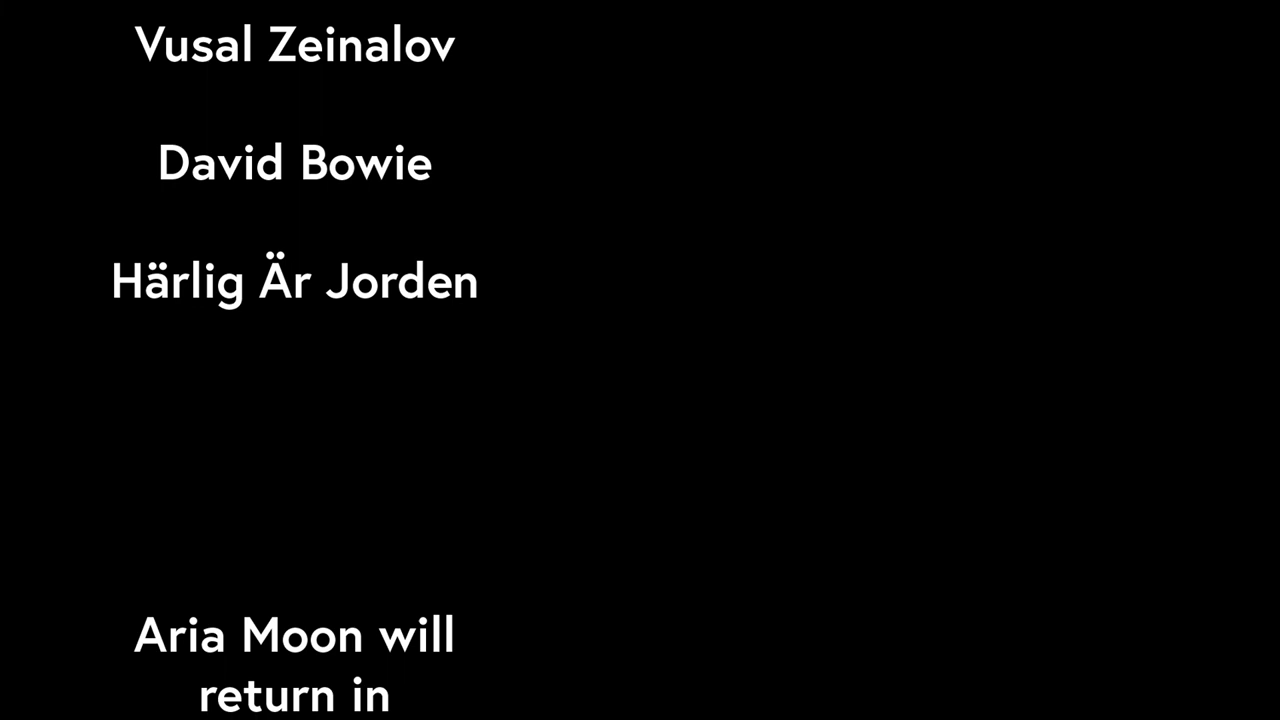 Vusal Zeinalov
David Bowie
Härlig Är Jorden
Aria Moon will
return in